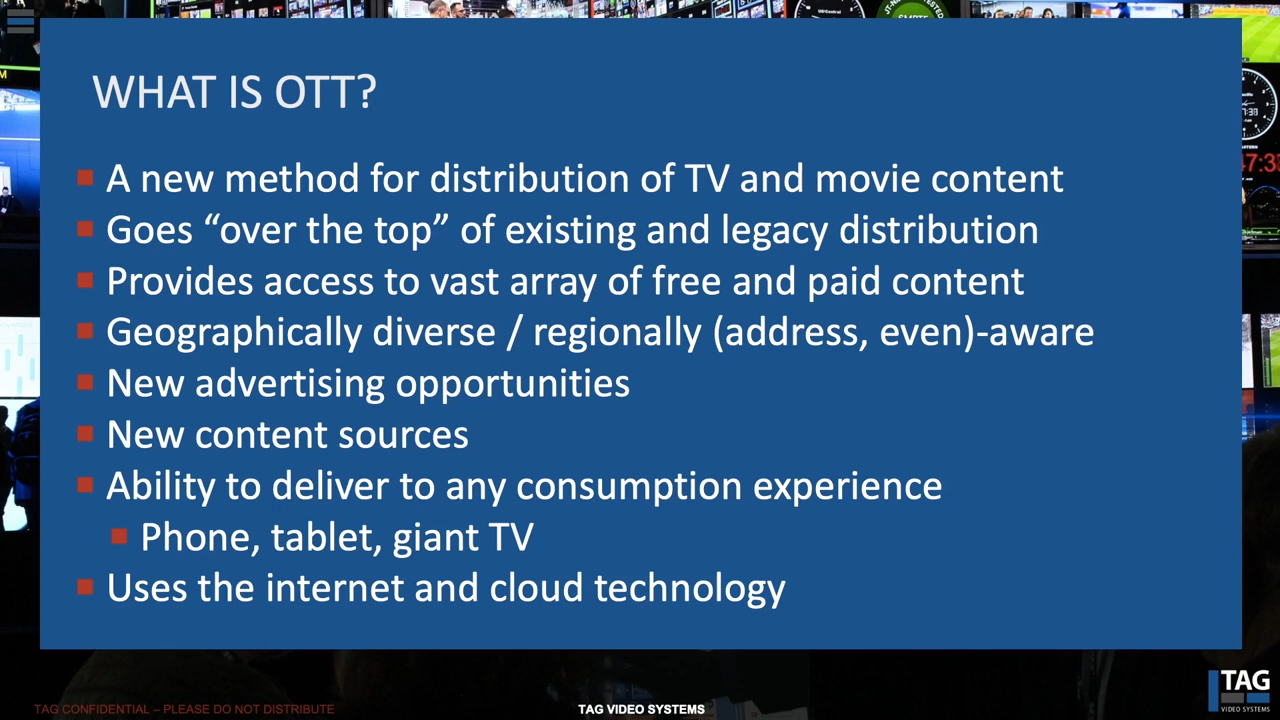 WHAT IS OTT?
A new method for distribution of TV and movie content
Goes “over the top” of existing and legacy distribution
Provides access to vast array of free and paid content
Geographically diverse / regionally (address, even)-aware
New advertising opportunities
New content sources
Ability to deliver to any consumption experience
Phone, tablet, giant TV
Uses the internet and cloud technology
TAG CONFIDENTIAL – PLEASE DO NOT DISTRIBUTE
TAG VIDEO SYSTEMS
TAG
VIDEO SYSTEMS